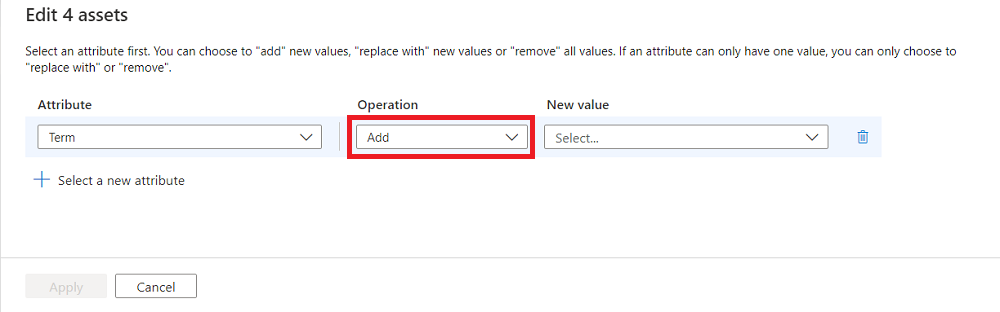 Edit 4 assets
Select an attribute first. You can choose to "add" new values, "replace with" new values or "remove" all values. If an attribute can only have one value, you can only choose to
"replace with" or "remove".
Attribute Operation New value
Term Add Select...
Select a new attribute
Apply Cancel